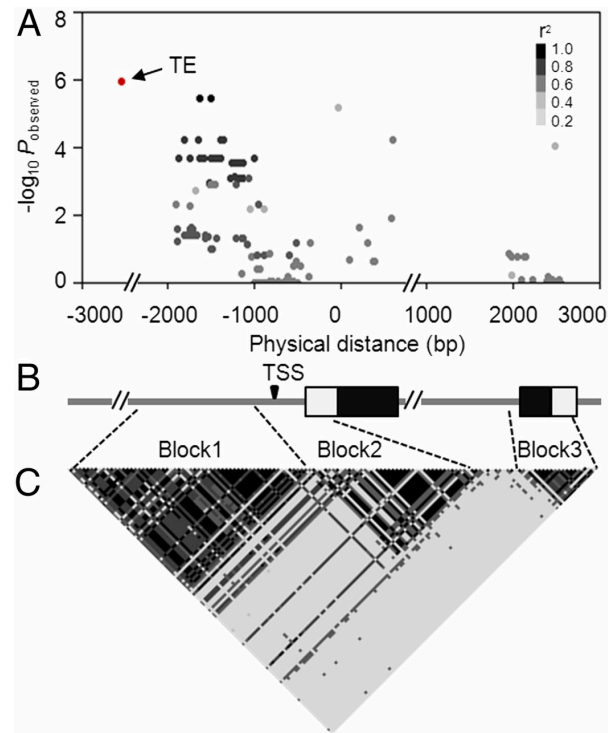 A
8
6
4
2
0
-log10 Pobserved
TE
r²
1.0
0.8
0.6
0.4
0.2
-3000 -2000 -1000 0 1000 2000 3000
Physical distance (bp)
B
TSS
Block1 Block2 Block3
C